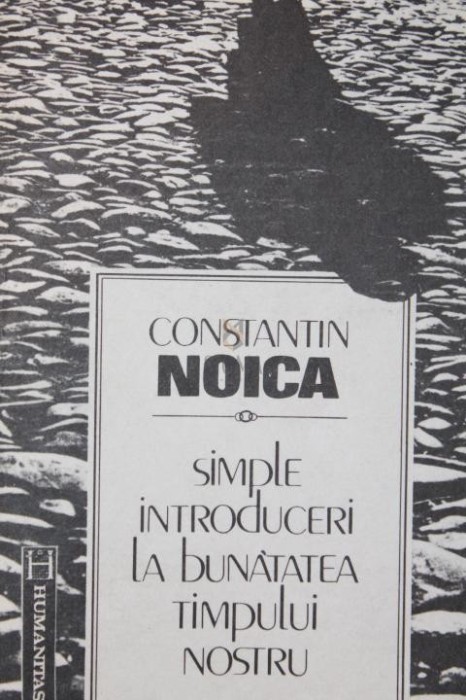 CONSTANTIN
NOICA
simple
introduceri
la bunătatea
timpului
nostru
HUMANITAS